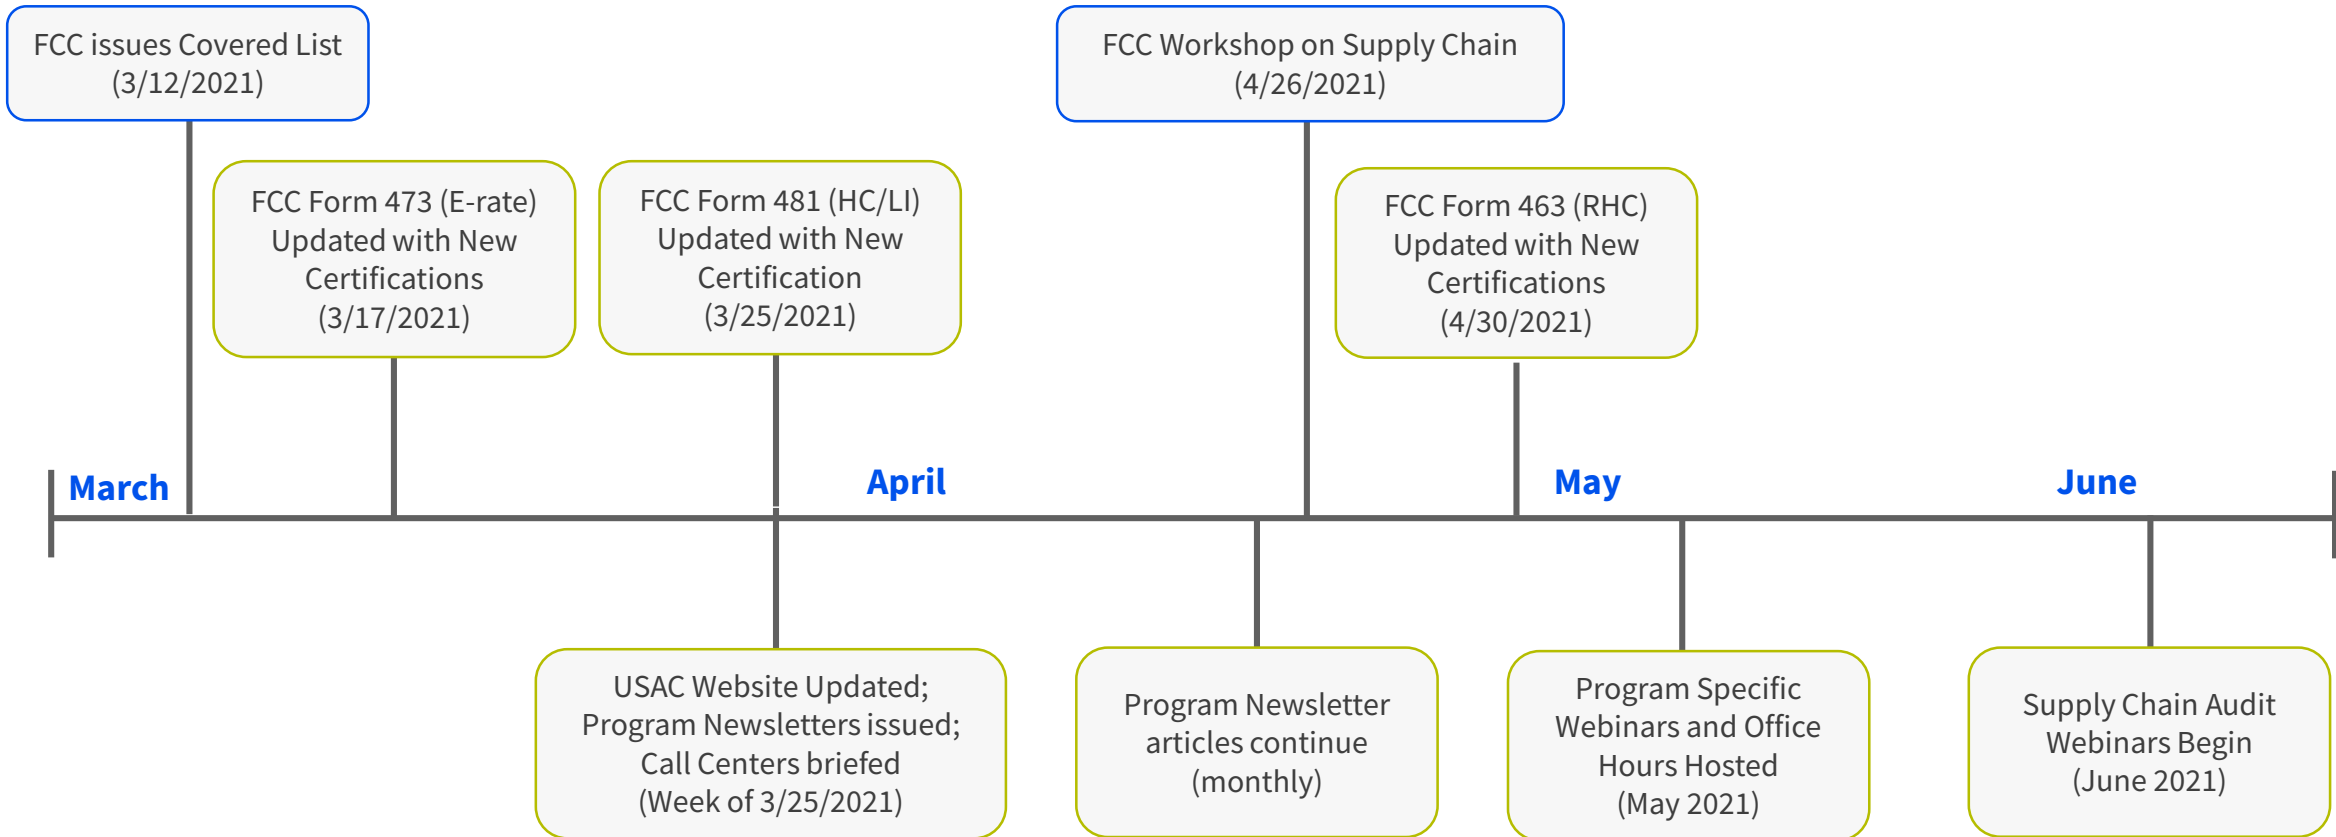 FCC issues Covered List
(3/12/2021)
FCC Workshop on Supply Chain
(4/26/2021)
FCC Form 473 (E-rate)
Updated with New
Certifications
(3/17/2021)
FCC Form 481 (HC/LI)
Updated with New
Certification
(3/25/2021)
FCC Form 463 (RHC)
Updated with New
Certifications
(4/30/2021)
March
April
May
June
USAC Website Updated;
Program Newsletters issued;
Call Centers briefed
(Week of 3/25/2021)
Program Newsletter
articles continue
(monthly)
Program Specific
Webinars and Office
Hours Hosted
(May 2021)
Supply Chain Audit
Webinars Begin
(June 2021)